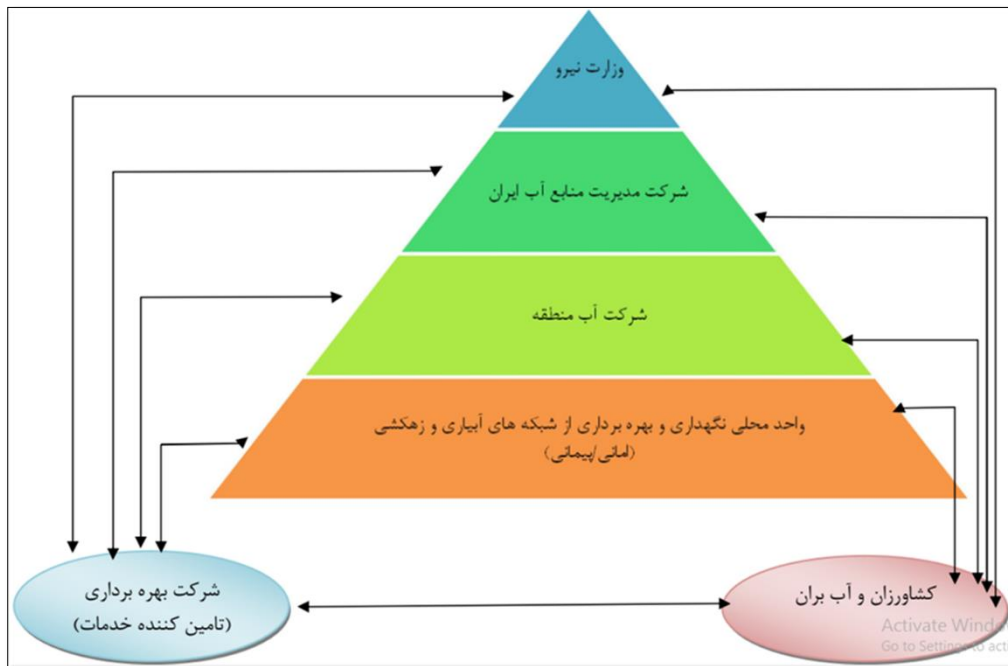 وزارت نیرو
شرکت مدیریت منابع آب ایران
شرکت آب منطقه
واحد محلی نگهداری و بهره برداری از شبکه های آبیاری و زهکشی
(امانی/پیمانی)
کشاورزان و آب بران
شرکت بهره برداری
(تامین کننده خدمات)
Activate Windo
Go to Settings to acti